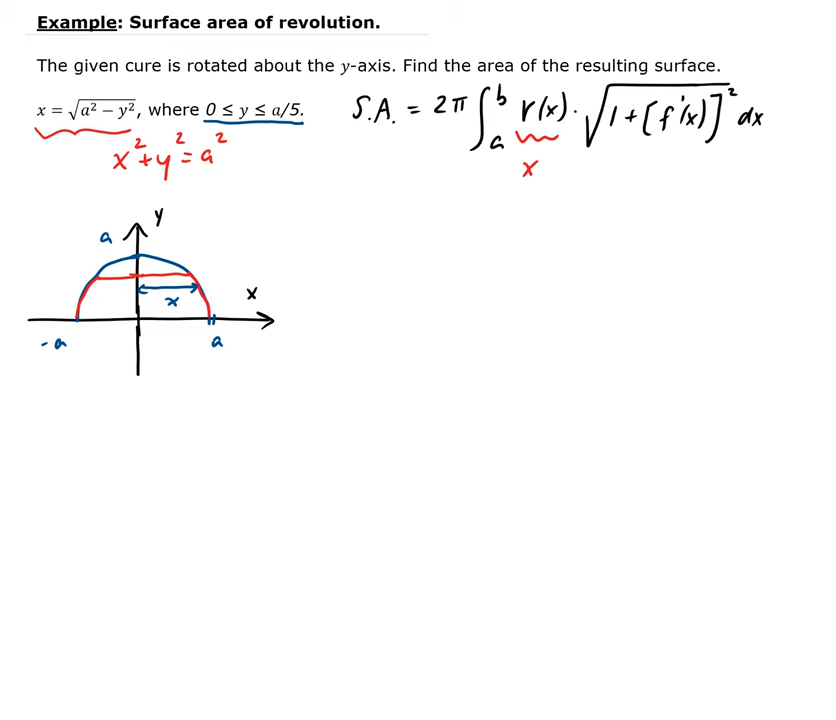 Example: Surface area of revolution.
The given cure is rotated about the y-axis. Find the area of the resulting surface.
x = √(a² − y²), where 0 ≤ y ≤ a/5.
S.A. = 2π ∫ₐᵇ r(x) · √(1 + [f'(x)]²) dx
x² + y² = a²
x
y
a
x
x
-a
a